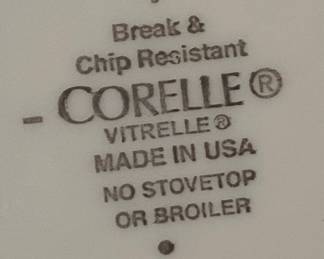 Break &
Chip Resistant
- CORELLE®
VITRELLE®
MADE IN USA
NO STOVETOP
OR BROILER